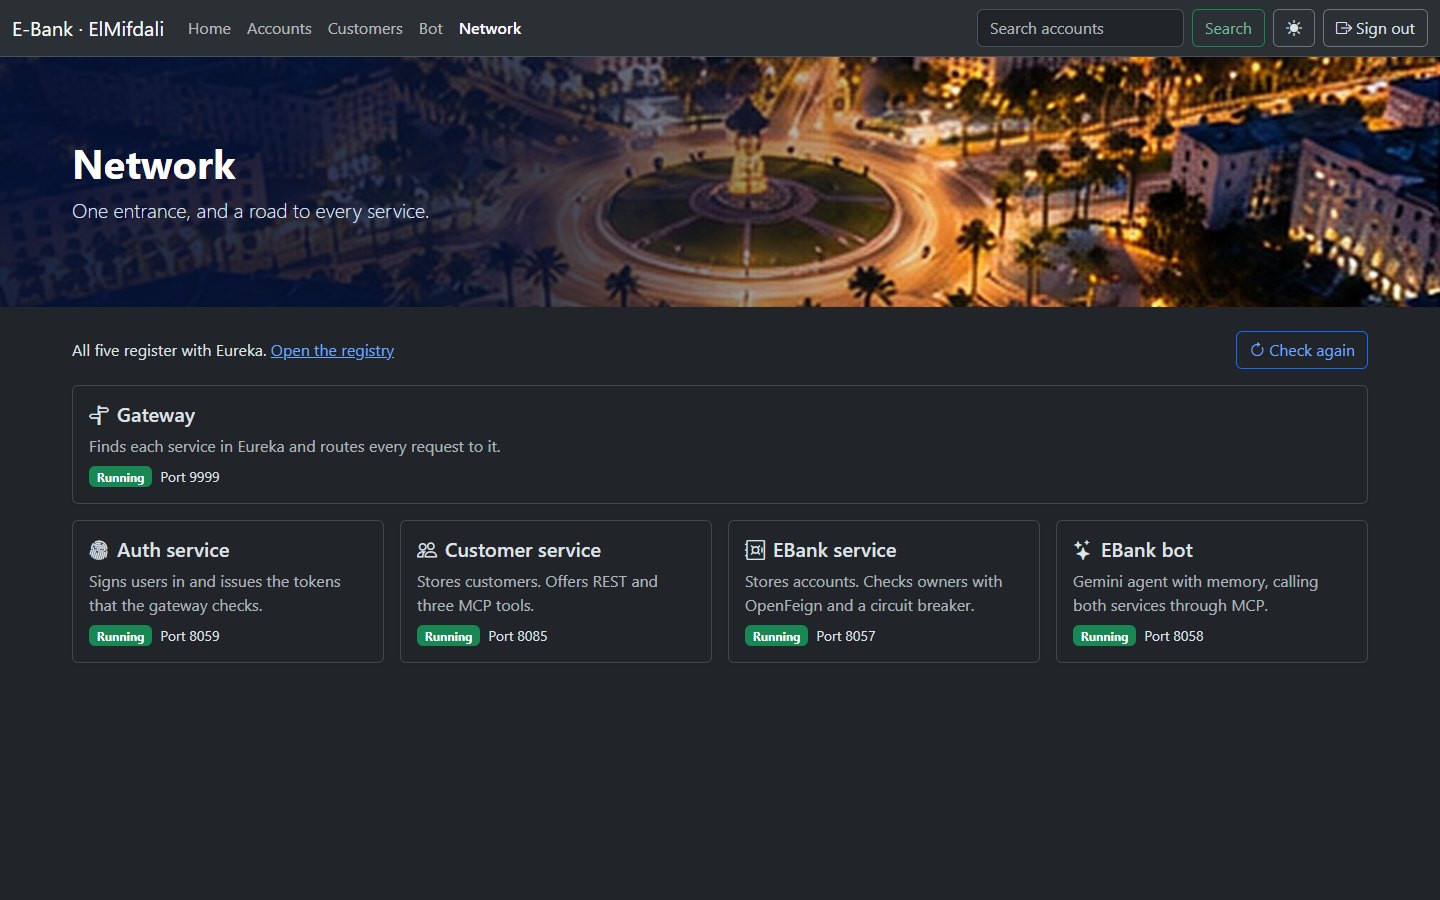 E-Bank · ElMifdali Home Accounts Customers Bot Network Search accounts Search Sign out
Network
One entrance, and a road to every service.
All five register with Eureka. Open the registry Check again
Gateway
Finds each service in Eureka and routes every request to it.
Running Port 9999
Auth service
Signs users in and issues the tokens
that the gateway checks.
Running Port 8059
Customer service
Stores customers. Offers REST and
three MCP tools.
Running Port 8085
EBank service
Stores accounts. Checks owners with
OpenFeign and a circuit breaker.
Running Port 8057
EBank bot
Gemini agent with memory, calling
both services through MCP.
Running Port 8058